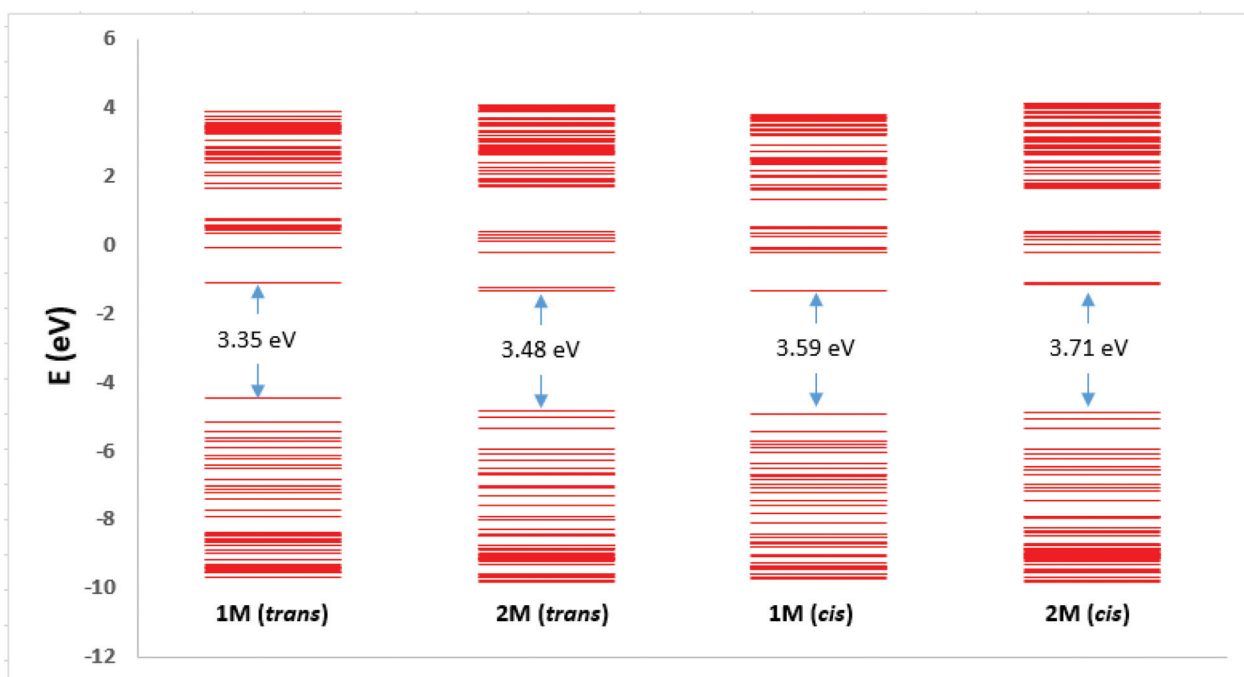 6
4
2
0
-2
-4
-6
-8
-10
-12
E (eV)
3.35 eV
3.48 eV
3.59 eV
3.71 eV
1M (trans)
2M (trans)
1M (cis)
2M (cis)